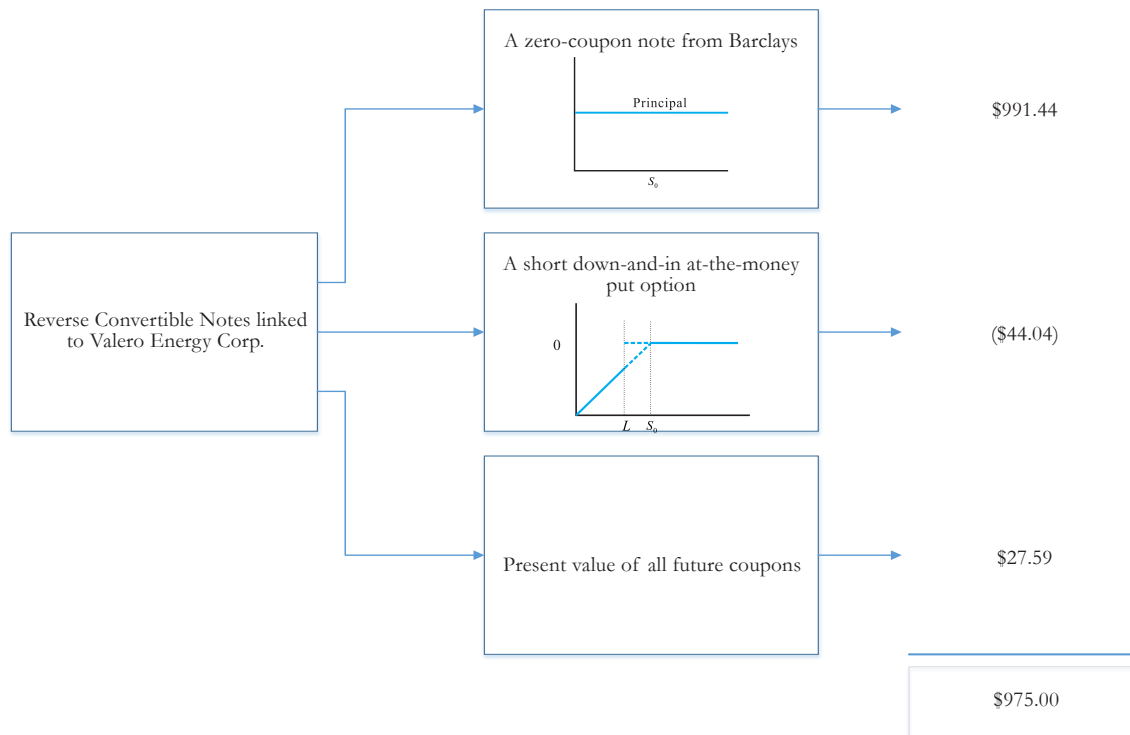 A zero-coupon note from Barclays
Principal
S₀
$991.44
Reverse Convertible Notes linked
to Valero Energy Corp.
A short down-and-in at-the-money
put option
0
L S₀
($44.04)
Present value of all future coupons
$27.59
$975.00